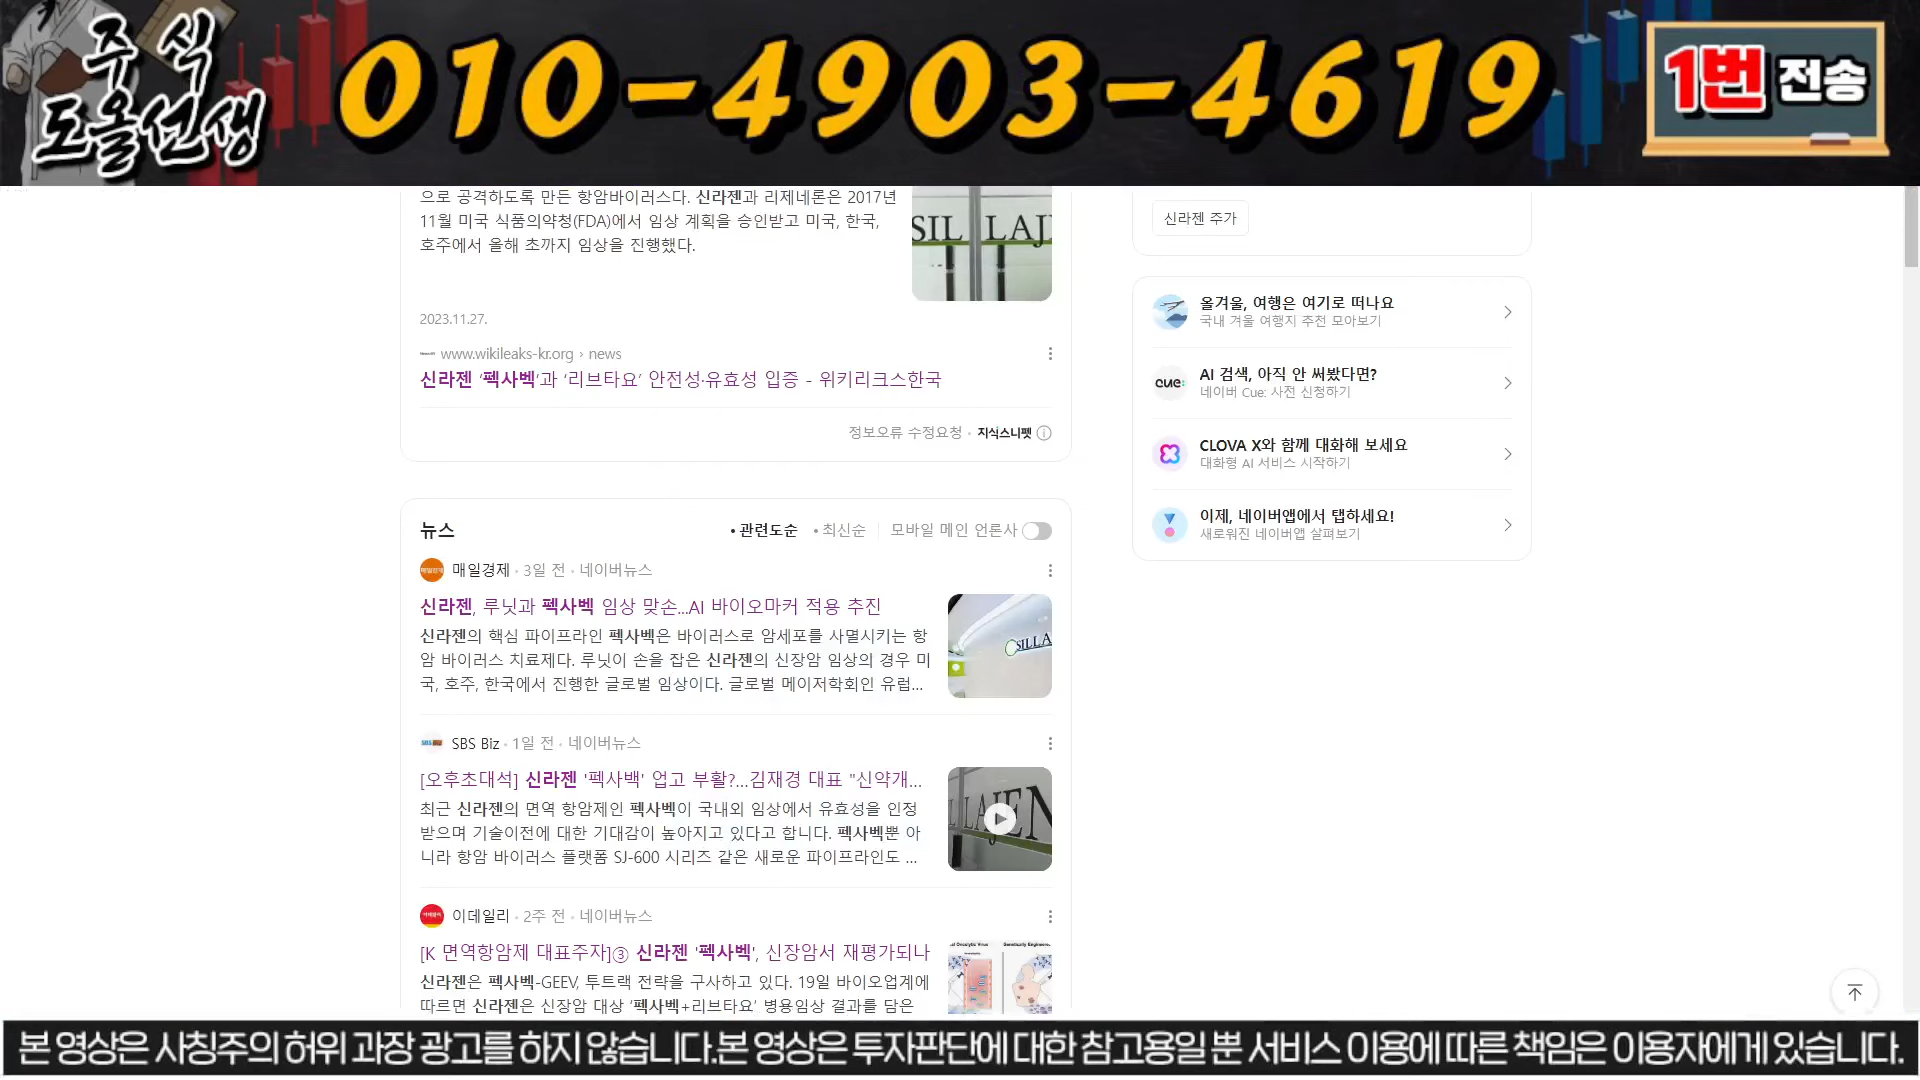 주식
도올선생
010-4903-4619
1번 전송
으로 공격하도록 만든 항암바이러스다. 신라젠과 리제네론은 2017년
11월 미국 식품의약청(FDA)에서 임상 계획을 승인받고 미국, 한국,
호주에서 올해 초까지 임상을 진행했다.
SIL LAJ
2023.11.27.
www.wikileaks-kr.org › news
신라젠 ‘펙사벡’과 ‘리브타요’ 안전성·유효성 입증 - 위키리크스한국
정보오류 수정요청 · 지식스니펫
뉴스
• 관련도순 • 최신순 모바일 메인 언론사
매일경제 · 3일 전 · 네이버뉴스
신라젠, 루닛과 펙사벡 임상 맞손...AI 바이오마커 적용 추진
신라젠의 핵심 파이프라인 펙사벡은 바이러스로 암세포를 사멸시키는 항
암 바이러스 치료제다. 루닛이 손을 잡은 신라젠의 신장암 임상의 경우 미
국, 호주, 한국에서 진행한 글로벌 임상이다. 글로벌 메이저학회인 유럽...
SILLA
SBS Biz · 1일 전 · 네이버뉴스
[오후초대석] 신라젠 '펙사백' 업고 부활?...김재경 대표 "신약개...
최근 신라젠의 면역 항암제인 펙사벡이 국내외 임상에서 유효성을 인정
받으며 기술이전에 대한 기대감이 높아지고 있다고 합니다. 펙사벡뿐 아
니라 항암 바이러스 플랫폼 SJ-600 시리즈 같은 새로운 파이프라인도 ...
LAJEN
이데일리 · 2주 전 · 네이버뉴스
[K 면역항암제 대표주자]③ 신라젠 '펙사벡', 신장암서 재평가되나
신라젠은 펙사벡-GEEV, 투트랙 전략을 구사하고 있다. 19일 바이오업계에
따르면 신라젠은 신장암 대상 ‘펙사벡+리브타요’ 병용임상 결과를 담은
신라젠 주가
올겨울, 여행은 여기로 떠나요
국내 겨울 여행지 추천 모아보기
cue:
AI 검색, 아직 안 써봤다면?
네이버 Cue: 사전 신청하기
CLOVA X와 함께 대화해 보세요
대화형 AI 서비스 시작하기
이제, 네이버앱에서 탭하세요!
새로워진 네이버앱 살펴보기
본 영상은 사칭주의 허위 과장 광고를 하지 않습니다.본 영상은 투자판단에 대한 참고용일 뿐 서비스 이용에 따른 책임은 이용자에게 있습니다.